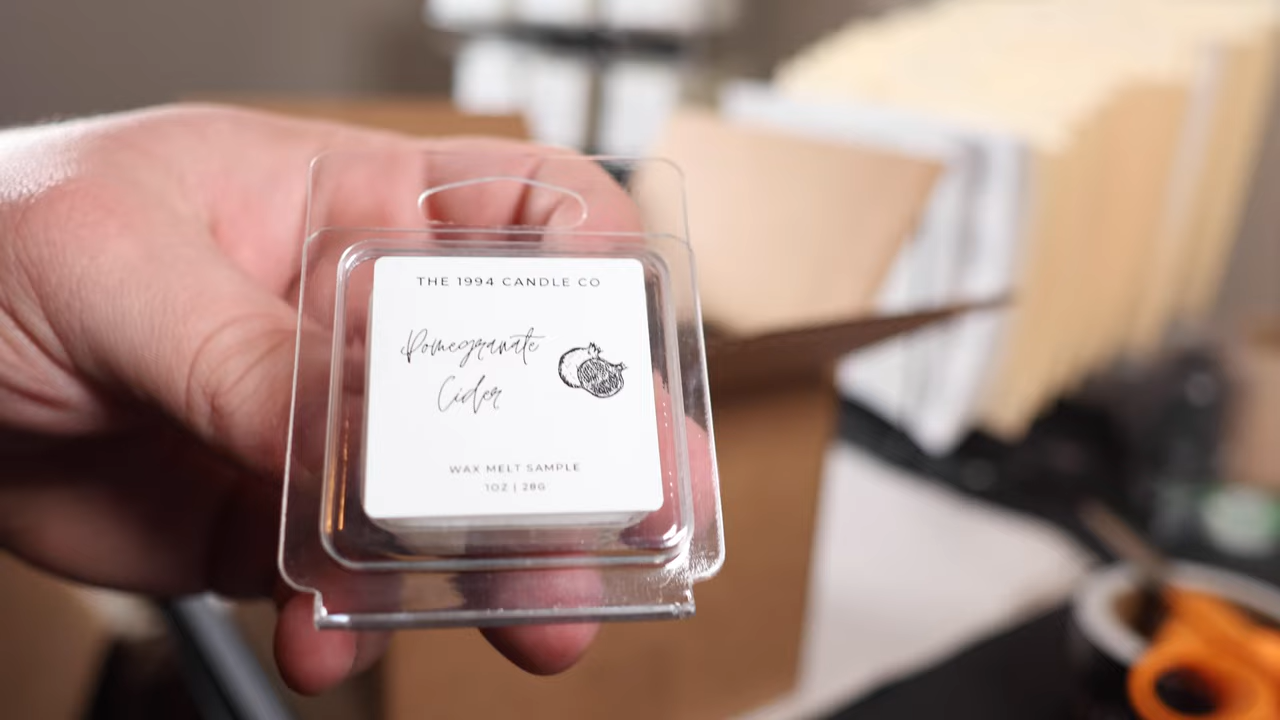 THE 1994 CANDLE CO
Pomegranate
Cider
WAX MELT SAMPLE
1OZ | 28G